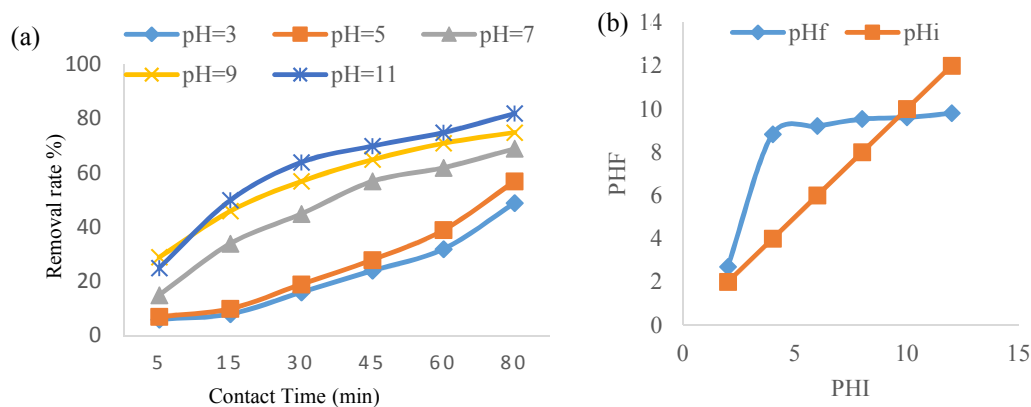 (a)
pH=3 pH=5 pH=7
pH=9 pH=11
100
80
60
40
20
0
5 15 30 45 60 80
Removal rate %)
Contact Time (min)
(b)
pHf pHi
14
12
10
8
6
4
2
0
0 5 10 15
PHF
PHI